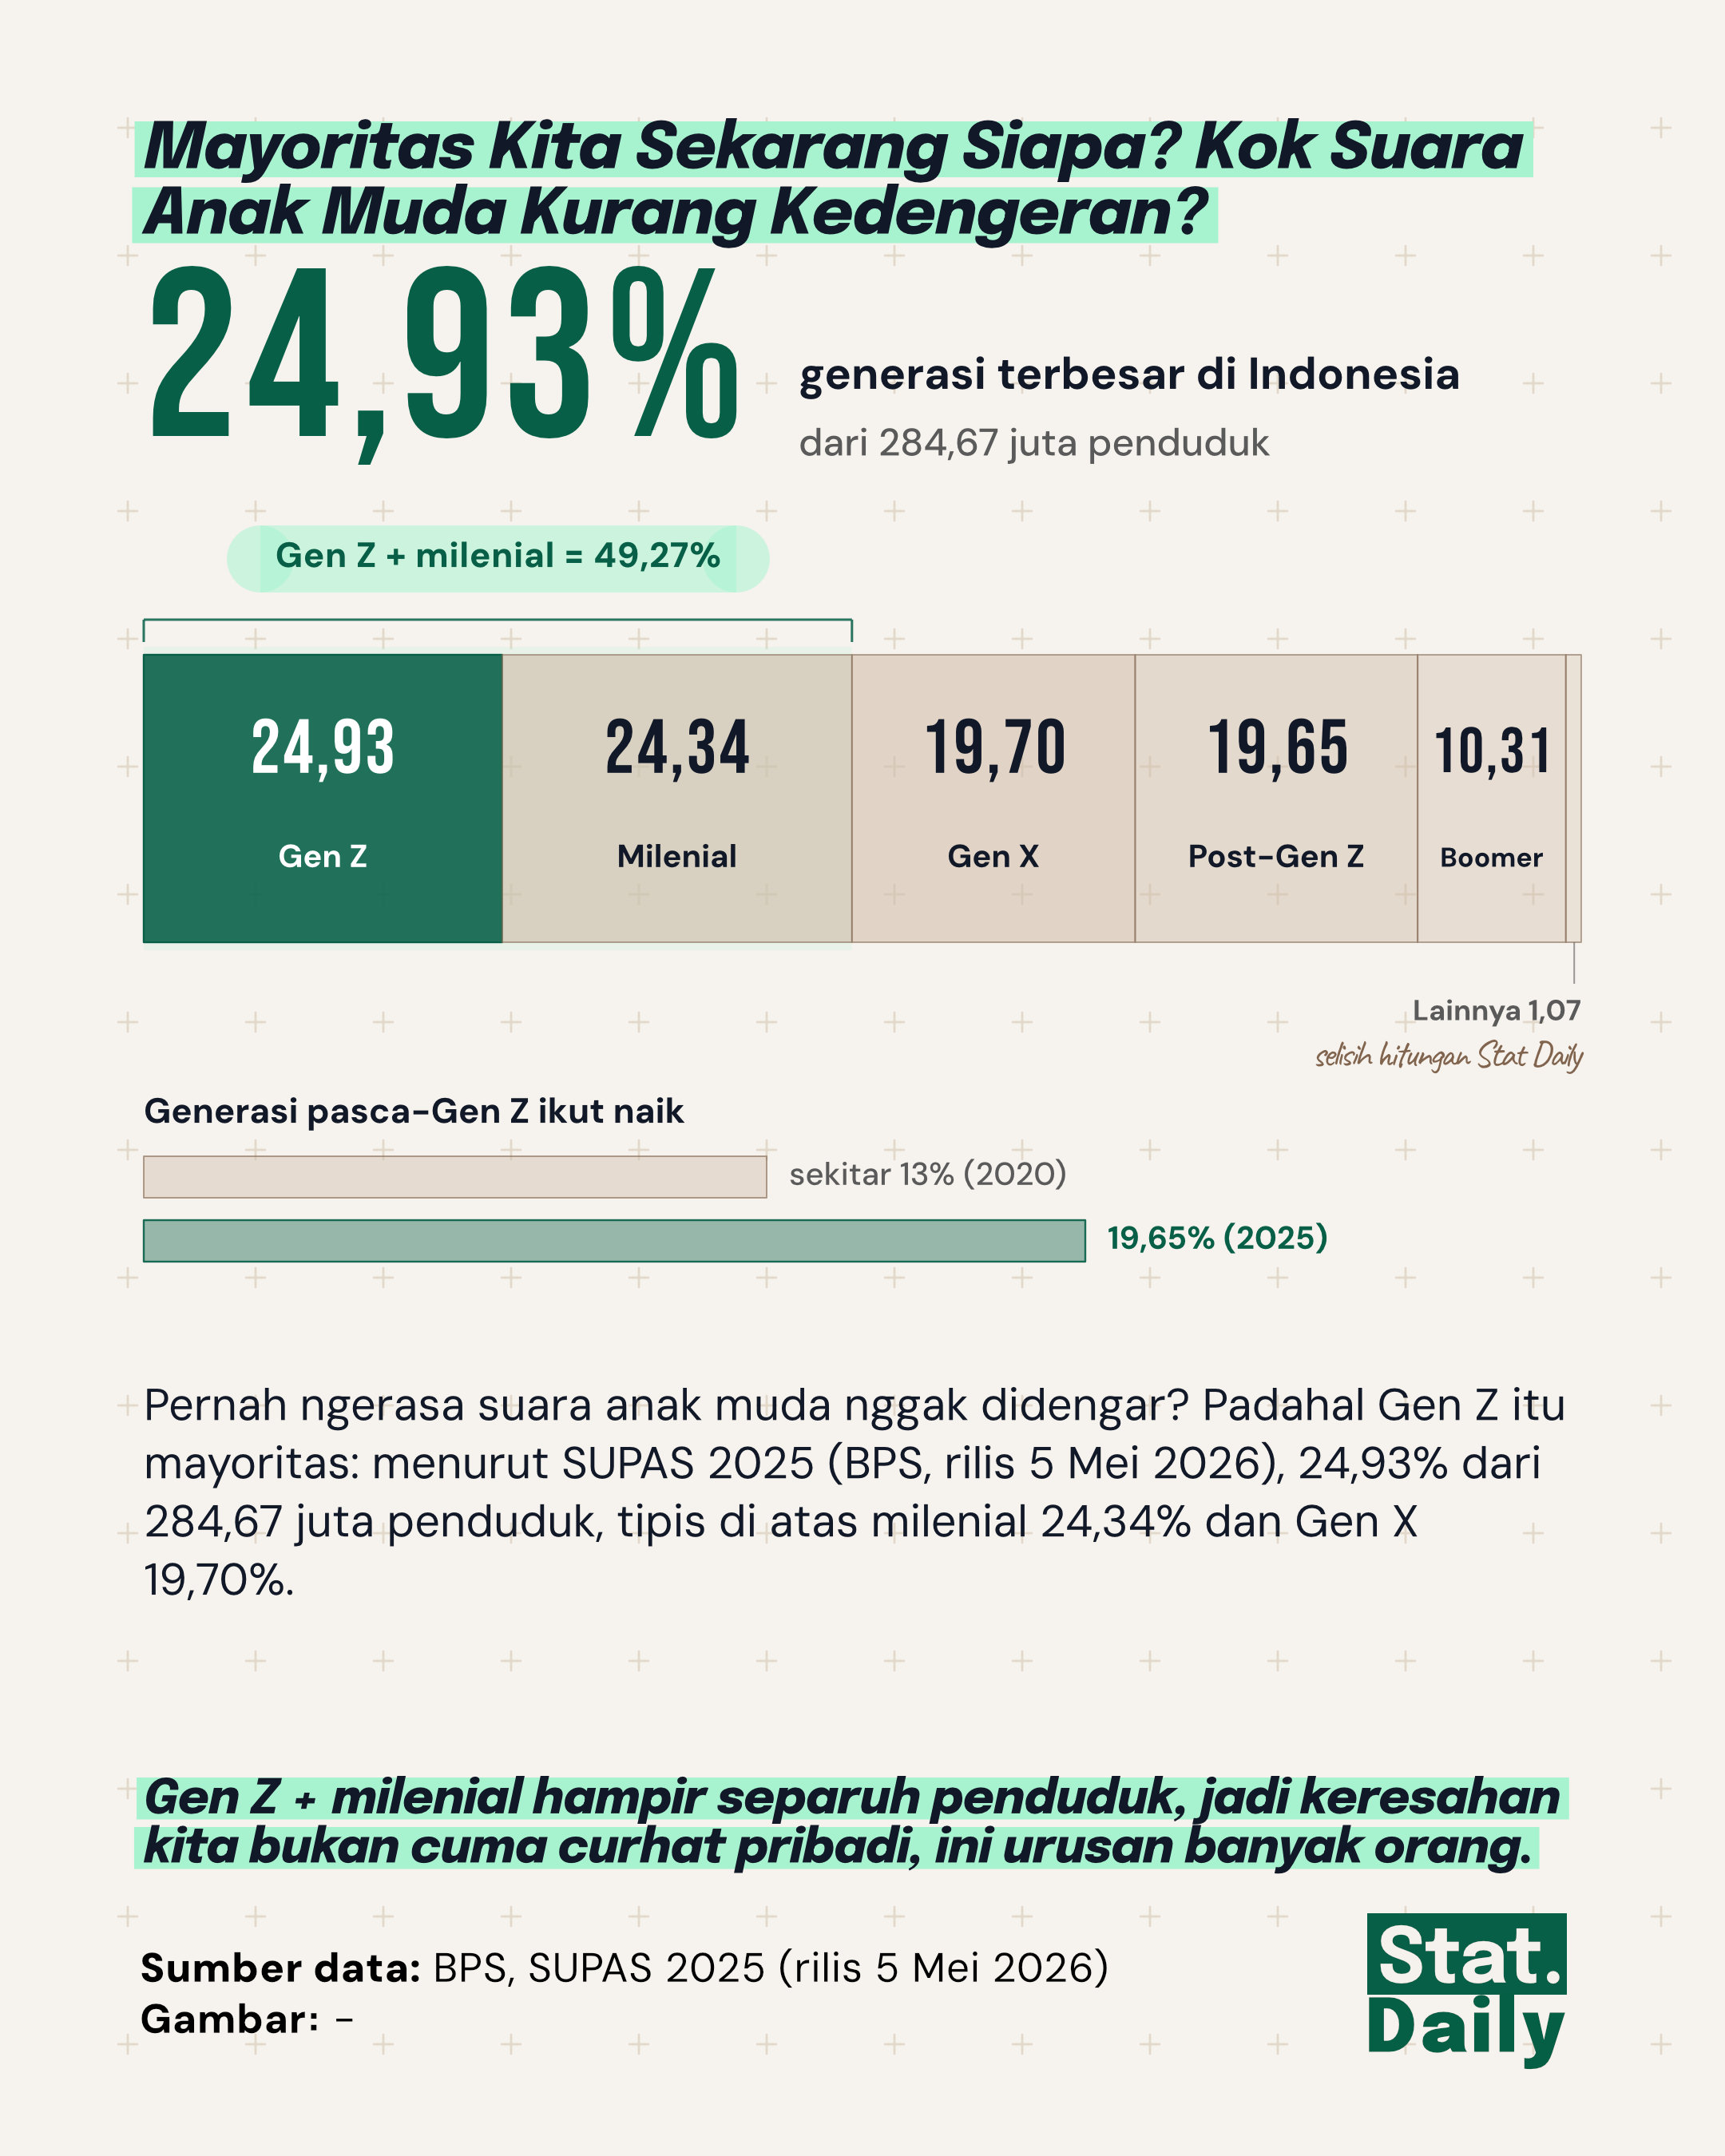 Mayoritas Kita Sekarang Siapa? Kok Suara
Anak Muda Kurang Kedengeran?
24,93%
generasi terbesar di Indonesia
dari 284,67 juta penduduk
Gen Z + milenial = 49,27%
24,93
Gen Z
24,34
Milenial
19,70
Gen X
19,65
Post-Gen Z
10,31
Boomer
Lainnya 1,07
selisih hitungan Stat Daily
Generasi pasca-Gen Z ikut naik
sekitar 13% (2020)
19,65% (2025)
Pernah ngerasa suara anak muda nggak didengar? Padahal Gen Z itu
mayoritas: menurut SUPAS 2025 (BPS, rilis 5 Mei 2026), 24,93% dari
284,67 juta penduduk, tipis di atas milenial 24,34% dan Gen X
19,70%.
Gen Z + milenial hampir separuh penduduk, jadi keresahan
kita bukan cuma curhat pribadi, ini urusan banyak orang.
Sumber data: BPS, SUPAS 2025 (rilis 5 Mei 2026)
Gambar: -
Stat.
Daily